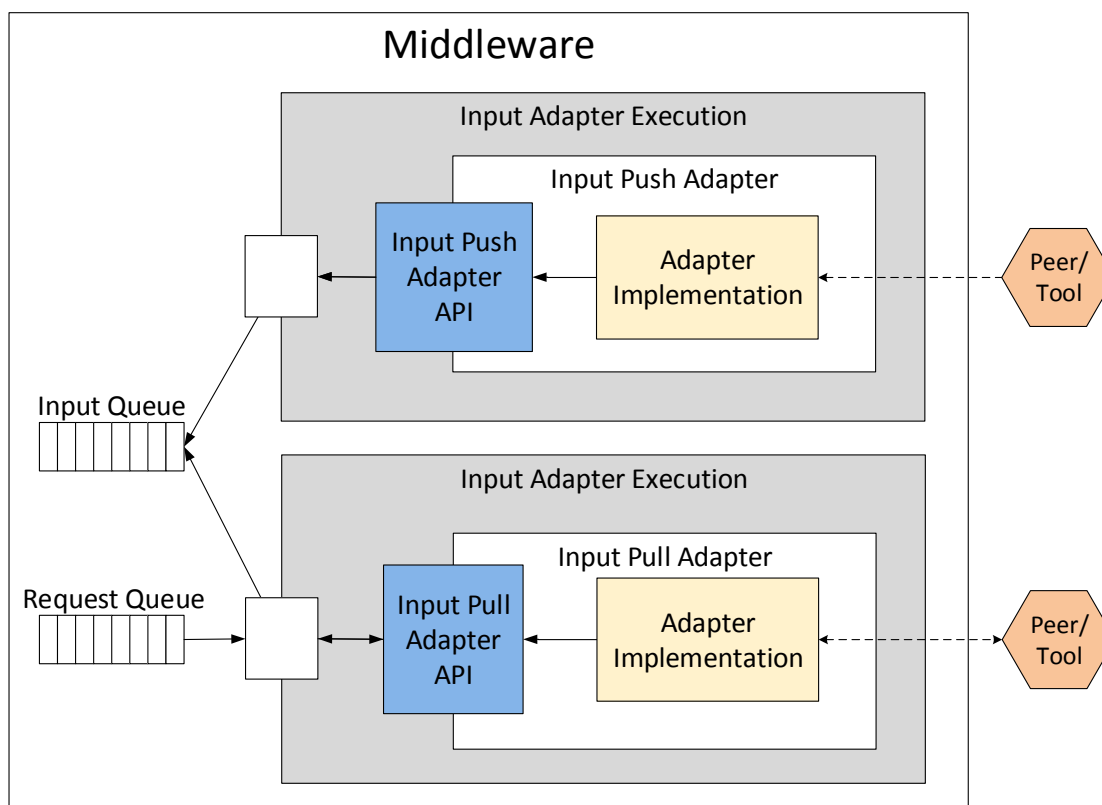 Middleware
Input Adapter Execution
Input Push Adapter
Input Push
Adapter
API
Adapter
Implementation
Peer/
Tool
Input Queue
Input Adapter Execution
Input Pull Adapter
Request Queue
Input Pull
Adapter
API
Adapter
Implementation
Peer/
Tool